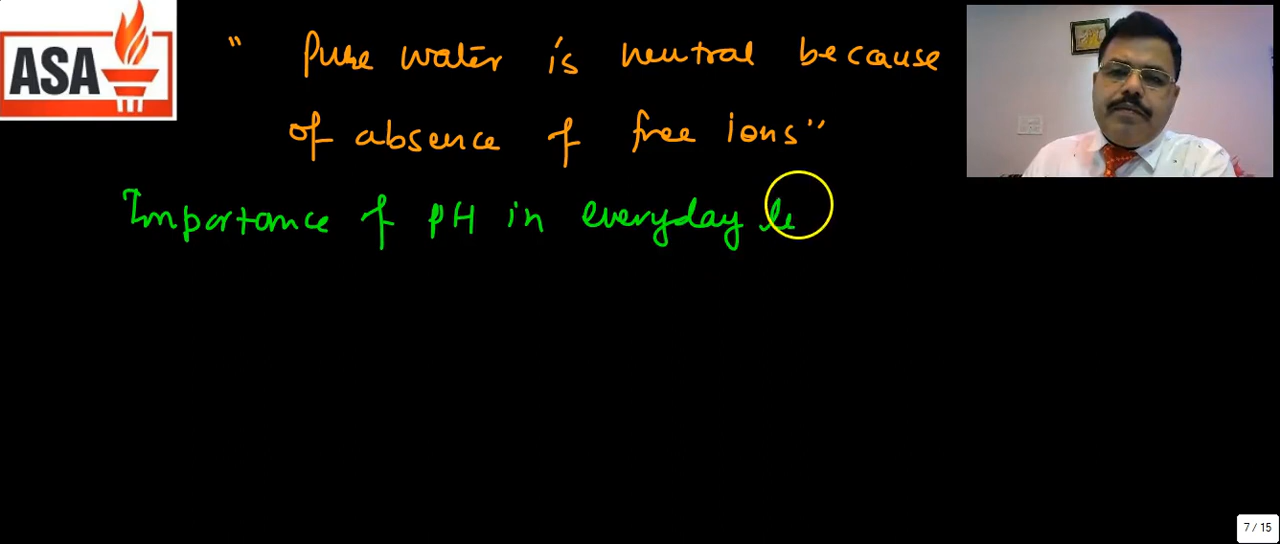 ASA
" Pure water is neutral because
of absence of free ions"
Importance of pH in everyday
7 / 15